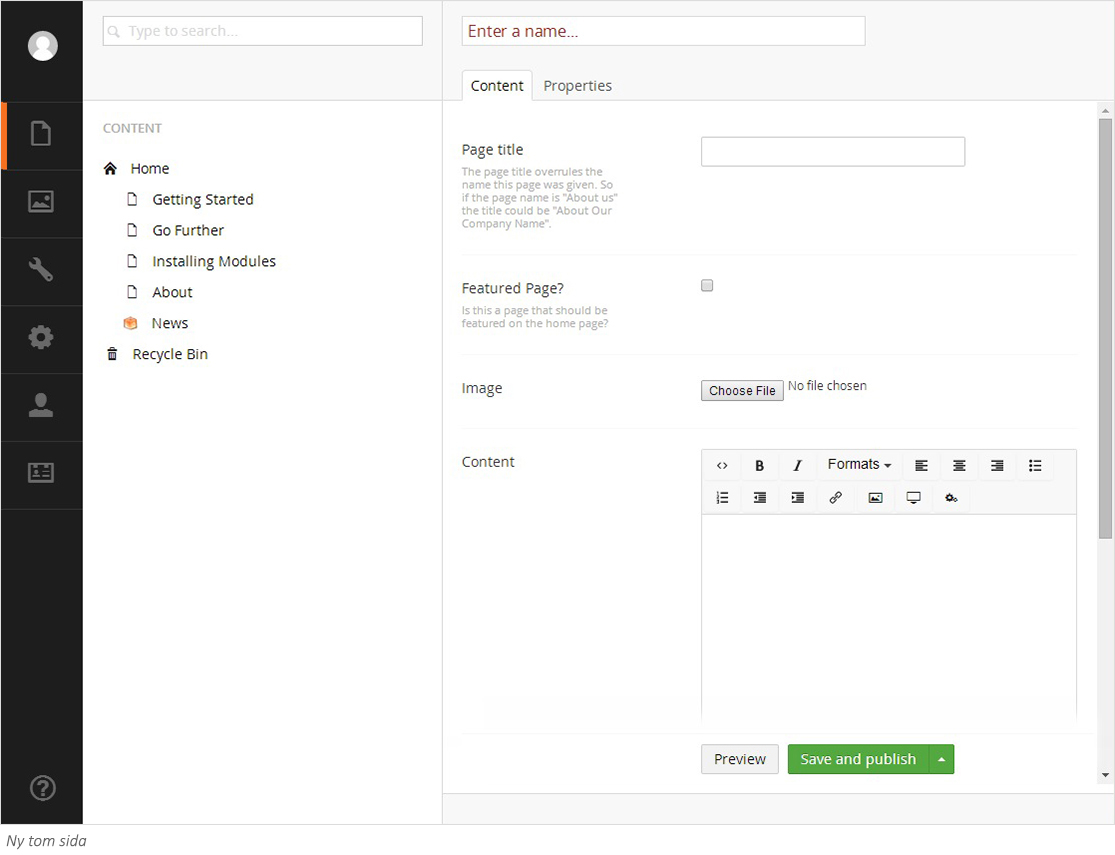 Type to search...
Enter a name...
Content
Properties
CONTENT
Home
Getting Started
Go Further
Installing Modules
About
News
Recycle Bin
Page title
The page title overrules the
name this page was given. So
if the page name is "About us"
the title could be "About Our
Company Name".
Featured Page?
Is this a page that should be
featured on the home page?
Image
Choose File No file chosen
Content
B I Formats
Preview
Save and publish
Ny tom sida